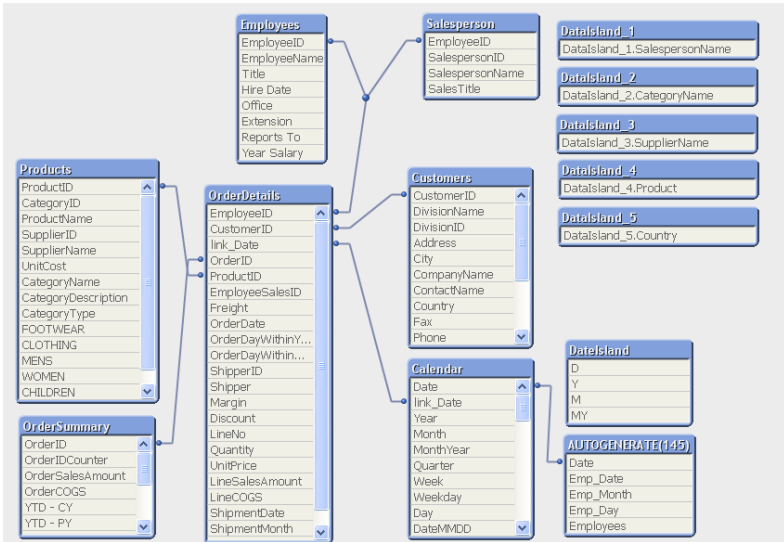 Employees
EmployeeID
EmployeeName
Title
Hire Date
Office
Extension
Reports To
Year Salary
Salesperson
EmployeeID
SalespersonID
SalespersonName
SalesTitle
DataIsland_1
DataIsland_1.SalespersonName
DataIsland_2
DataIsland_2.CategoryName
DataIsland_3
DataIsland_3.SupplierName
DataIsland_4
DataIsland_4.Product
DataIsland_5
DataIsland_5.Country
Products
ProductID
CategoryID
ProductName
SupplierID
SupplierName
UnitCost
CategoryName
CategoryDescription
CategoryType
FOOTWEAR
CLOTHING
MENS
WOMEN
CHILDREN
OrderDetails
EmployeeID
CustomerID
link_Date
OrderID
ProductID
EmployeeSalesID
Freight
OrderDate
OrderDayWithinY...
OrderDayWithin...
ShipperID
Shipper
Margin
Discount
LineNo
Quantity
UnitPrice
LineSalesAmount
LineCOGS
ShipmentDate
ShipmentMonth
Customers
CustomerID
DivisionName
DivisionID
Address
City
CompanyName
ContactName
Country
Fax
Phone
OrderSummary
OrderID
OrderIDCounter
OrderSalesAmount
OrderCOGS
YTD - CY
YTD - PY
Calendar
Date
link_Date
Year
Month
MonthYear
Quarter
Week
Weekday
Day
DateMMDD
DateIsland
D
Y
M
MY
AUTOGENERATE(145)
Date
Emp_Date
Emp_Month
Emp_Day
Employees